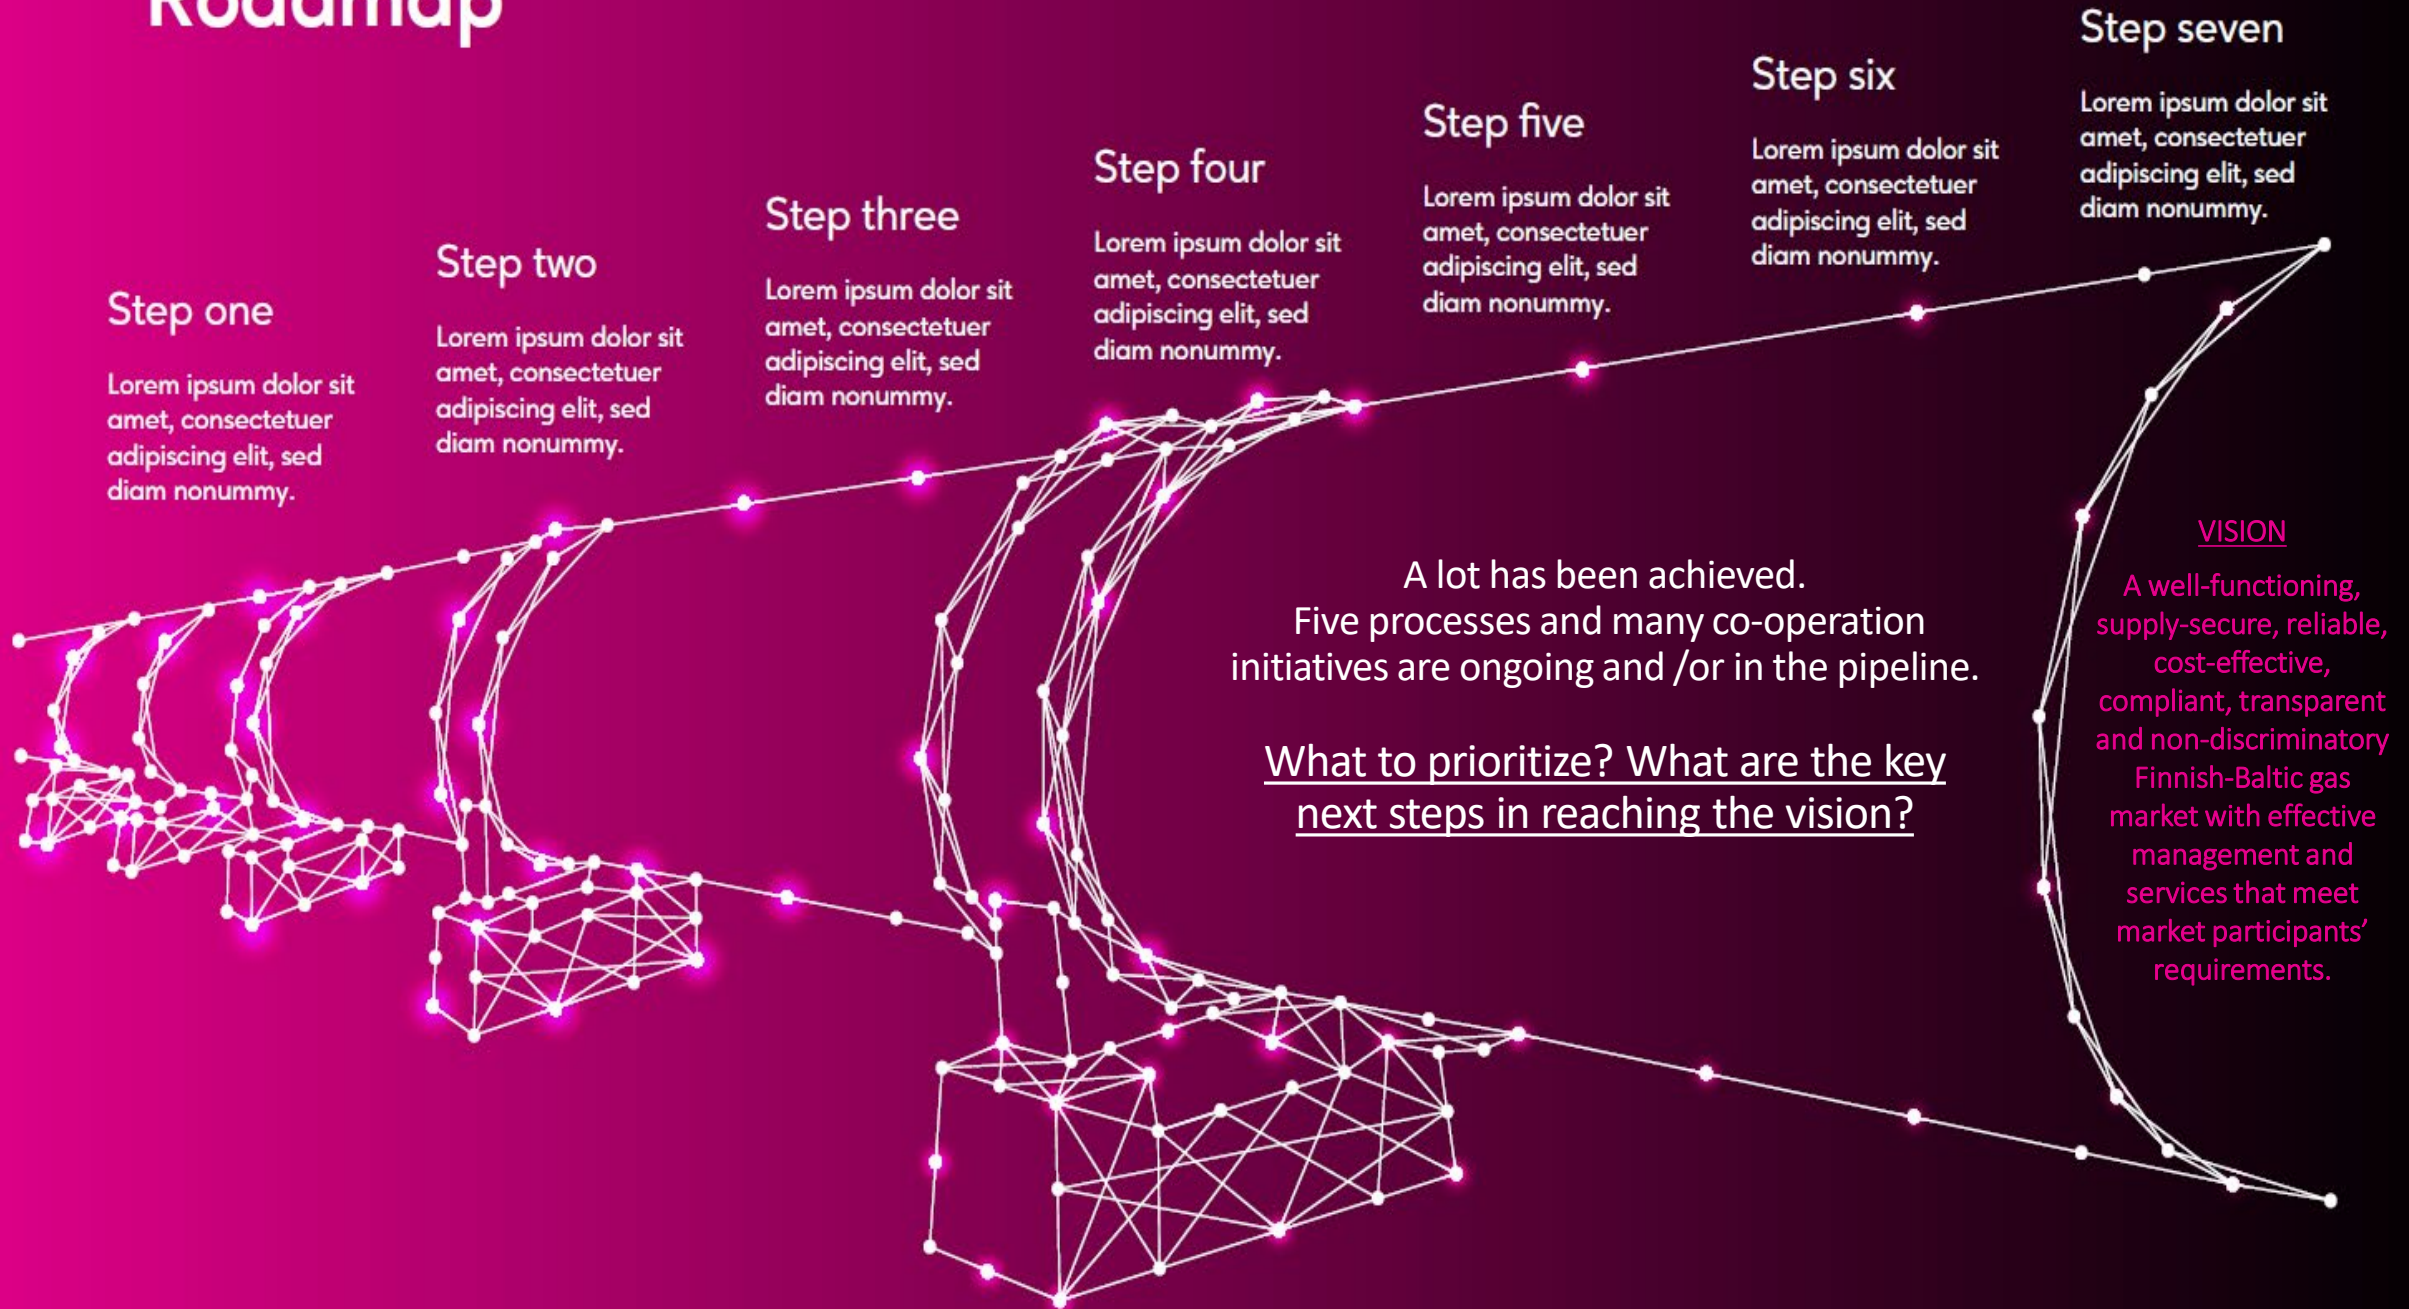 Roadmap
Step one
Lorem ipsum dolor sit
amet, consectetuer
adipiscing elit, sed
diam nonummy.
Step two
Lorem ipsum dolor sit
amet, consectetuer
adipiscing elit, sed
diam nonummy.
Step three
Lorem ipsum dolor sit
amet, consectetuer
adipiscing elit, sed
diam nonummy.
Step four
Lorem ipsum dolor sit
amet, consectetuer
adipiscing elit, sed
diam nonummy.
Step five
Lorem ipsum dolor sit
amet, consectetuer
adipiscing elit, sed
diam nonummy.
Step six
Lorem ipsum dolor sit
amet, consectetuer
adipiscing elit, sed
diam nonummy.
Step seven
Lorem ipsum dolor sit
amet, consectetuer
adipiscing elit, sed
diam nonummy.
A lot has been achieved.
Five processes and many co-operation
initiatives are ongoing and /or in the pipeline.
What to prioritize? What are the key
next steps in reaching the vision?
VISION
A well-functioning,
supply-secure, reliable,
cost-effective,
compliant, transparent
and non-discriminatory
Finnish-Baltic gas
market with effective
management and
services that meet
market participants’
requirements.